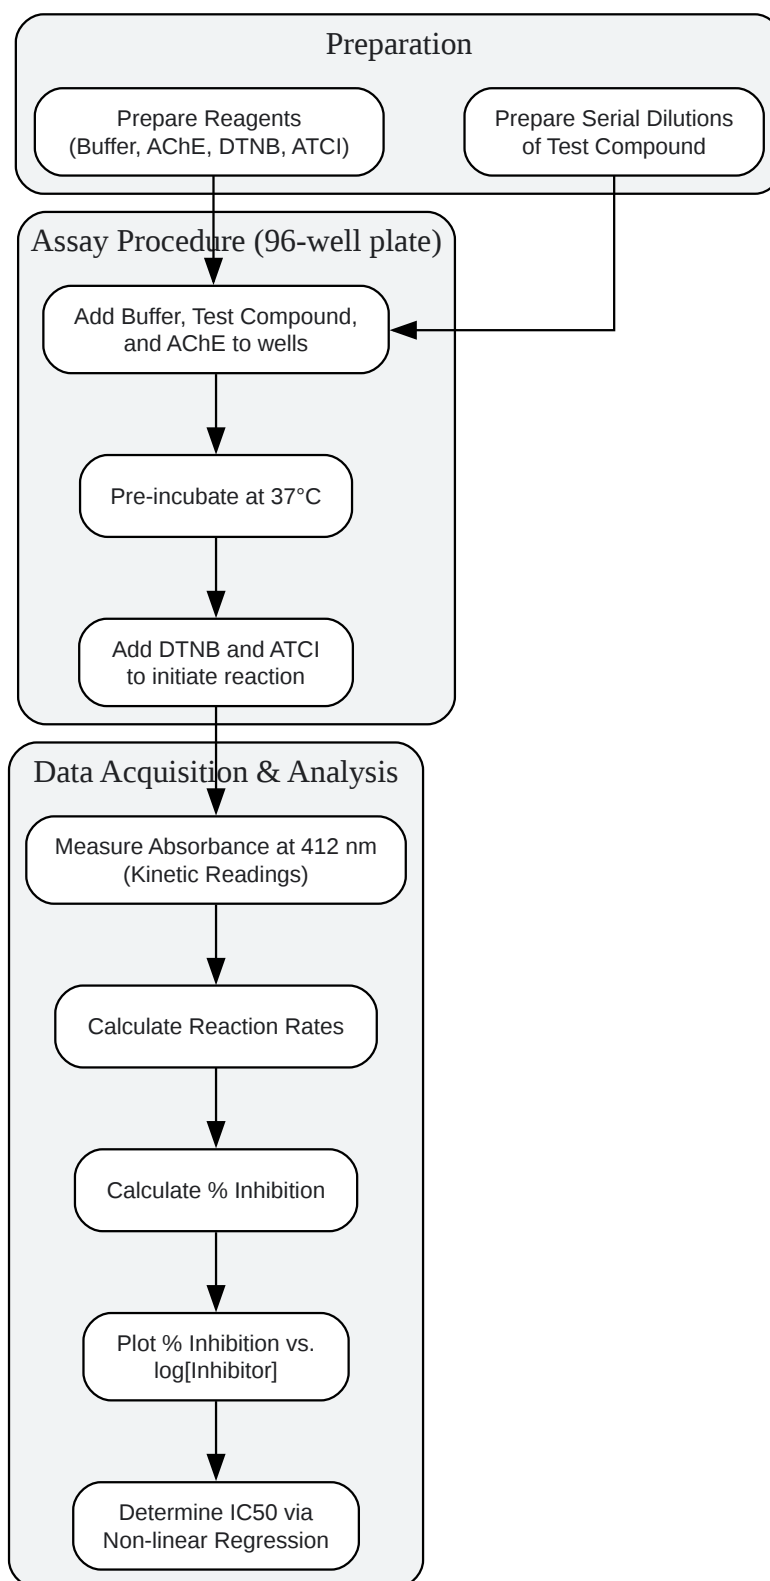 Preparation
Prepare Reagents
(Buffer, AChE, DTNB, ATCI)
Prepare Serial Dilutions
of Test Compound
Assay Procedure (96-well plate)
Add Buffer, Test Compound,
and AChE to wells
Pre-incubate at 37°C
Add DTNB and ATCI
to initiate reaction
Data Acquisition & Analysis
Measure Absorbance at 412 nm
(Kinetic Readings)
Calculate Reaction Rates
Calculate % Inhibition
Plot % Inhibition vs.
log[Inhibitor]
Determine IC50 via
Non-linear Regression